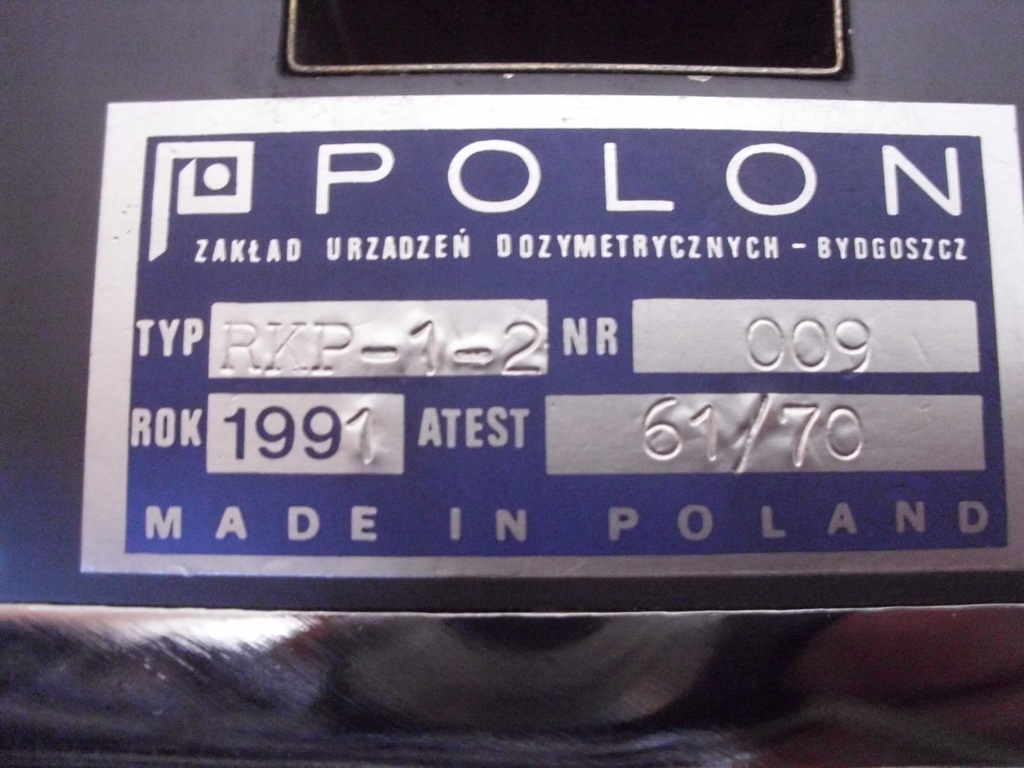 POLON
ZAKŁAD URZADZEŃ DOZYMETRYCZNYCH - BYDGOSZCZ
TYP RKP-1-2 NR 009
ROK 1991 ATEST 61/70
MADE IN POLAND